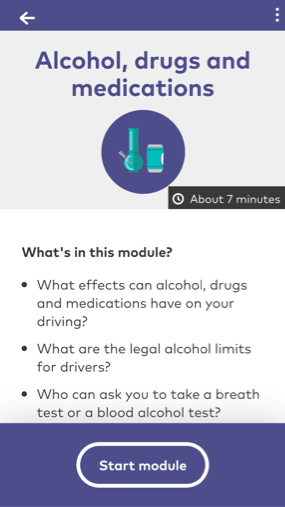 Alcohol, drugs and
medications
About 7 minutes
What's in this module?
What effects can alcohol, drugs
and medications have on your
driving?
What are the legal alcohol limits
for drivers?
Who can ask you to take a breath
test or a blood alcohol test?
Start module